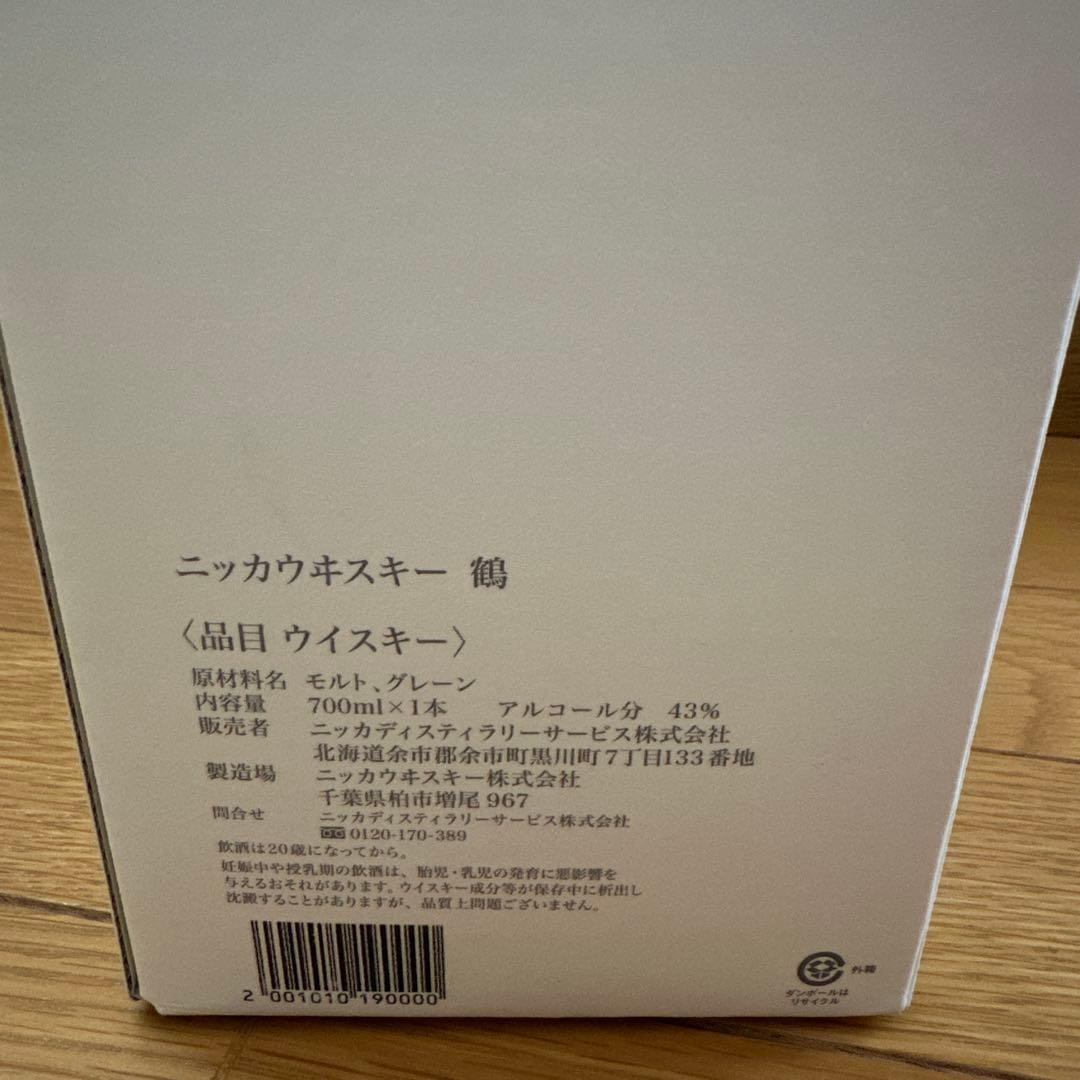 ニッカウヰスキー 鶴
〈品目 ウイスキー〉
原材料名 モルト、グレーン
内容量 700ml×1本 アルコール分 43%
販売者 ニッカディスティラリーサービス株式会社
北海道余市郡余市町黒川町7丁目133番地
製造場 ニッカウヰスキー株式会社
千葉県柏市増尾967
問合せ ニッカディスティラリーサービス株式会社
0120-170-389
飲酒は20歳になってから。
妊娠中や授乳期の飲酒は、胎児・乳児の発育に悪影響を
与えるおそれがあります。ウイスキー成分等が保存中に析出し
沈澱することがありますが、品質上問題ございません。
2 001010 190000
外箱
ダンボールは
リサイクル